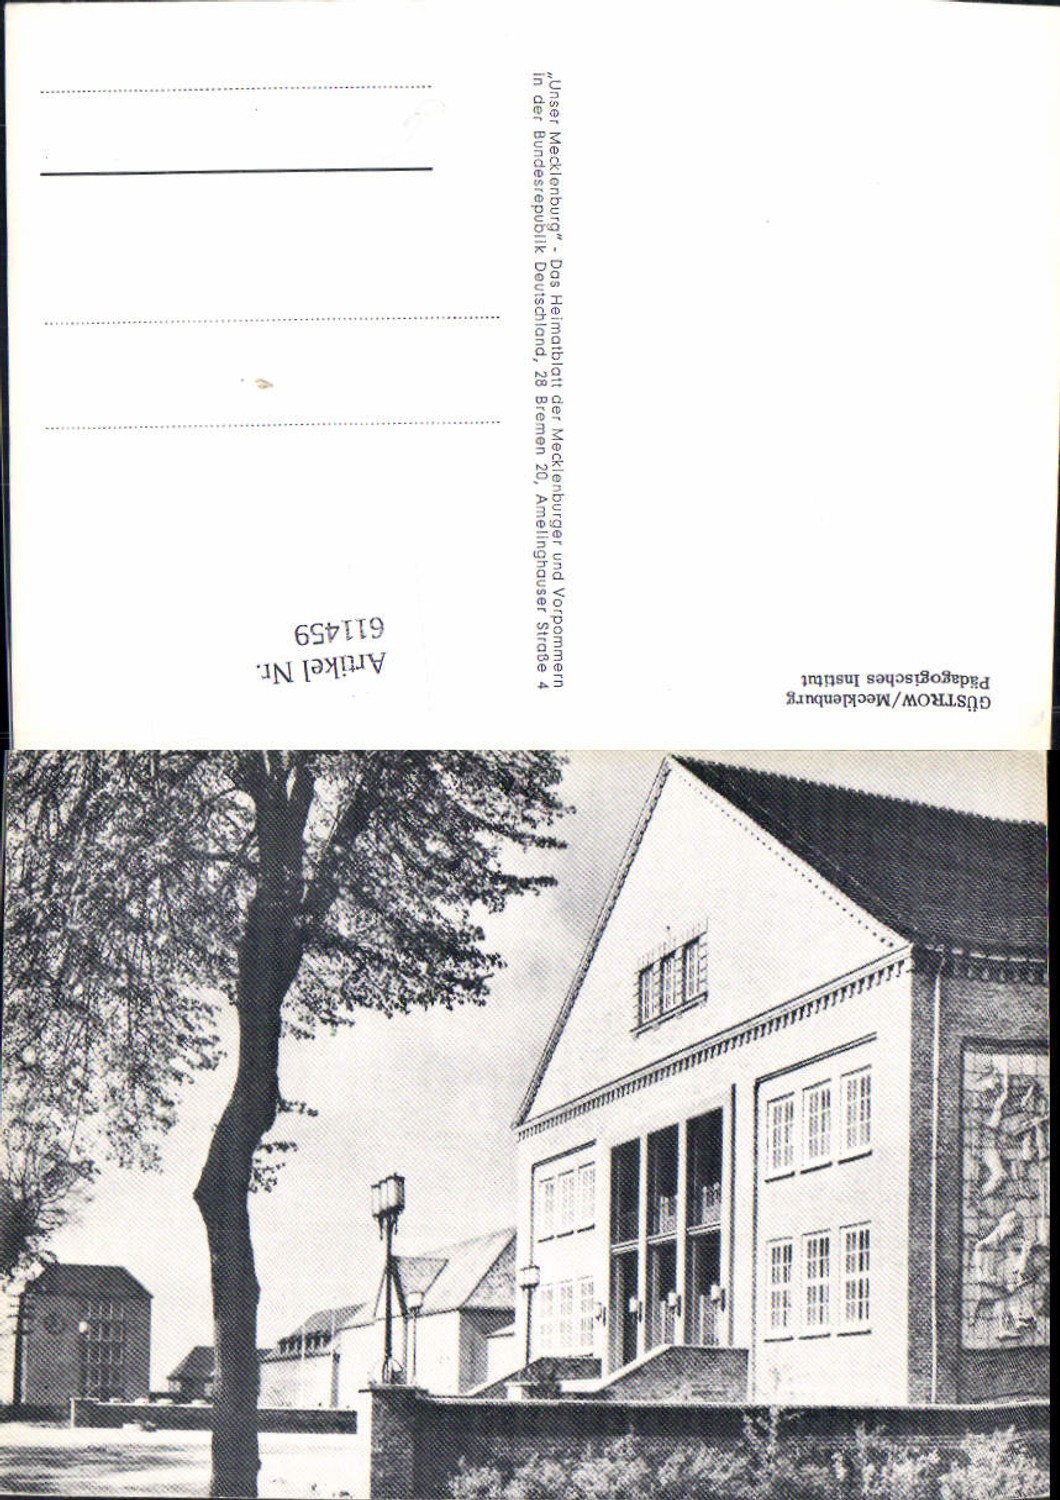 GÜSTROW/Mecklenburg
Pädagogisches Institut
„Unser Mecklenburg“ - Das Heimatblatt der Mecklenburger und Vorpommern
in der Bundesrepublik Deutschland, 28 Bremen 20, Amelinghauser Straße 4
Artikel Nr.
611459